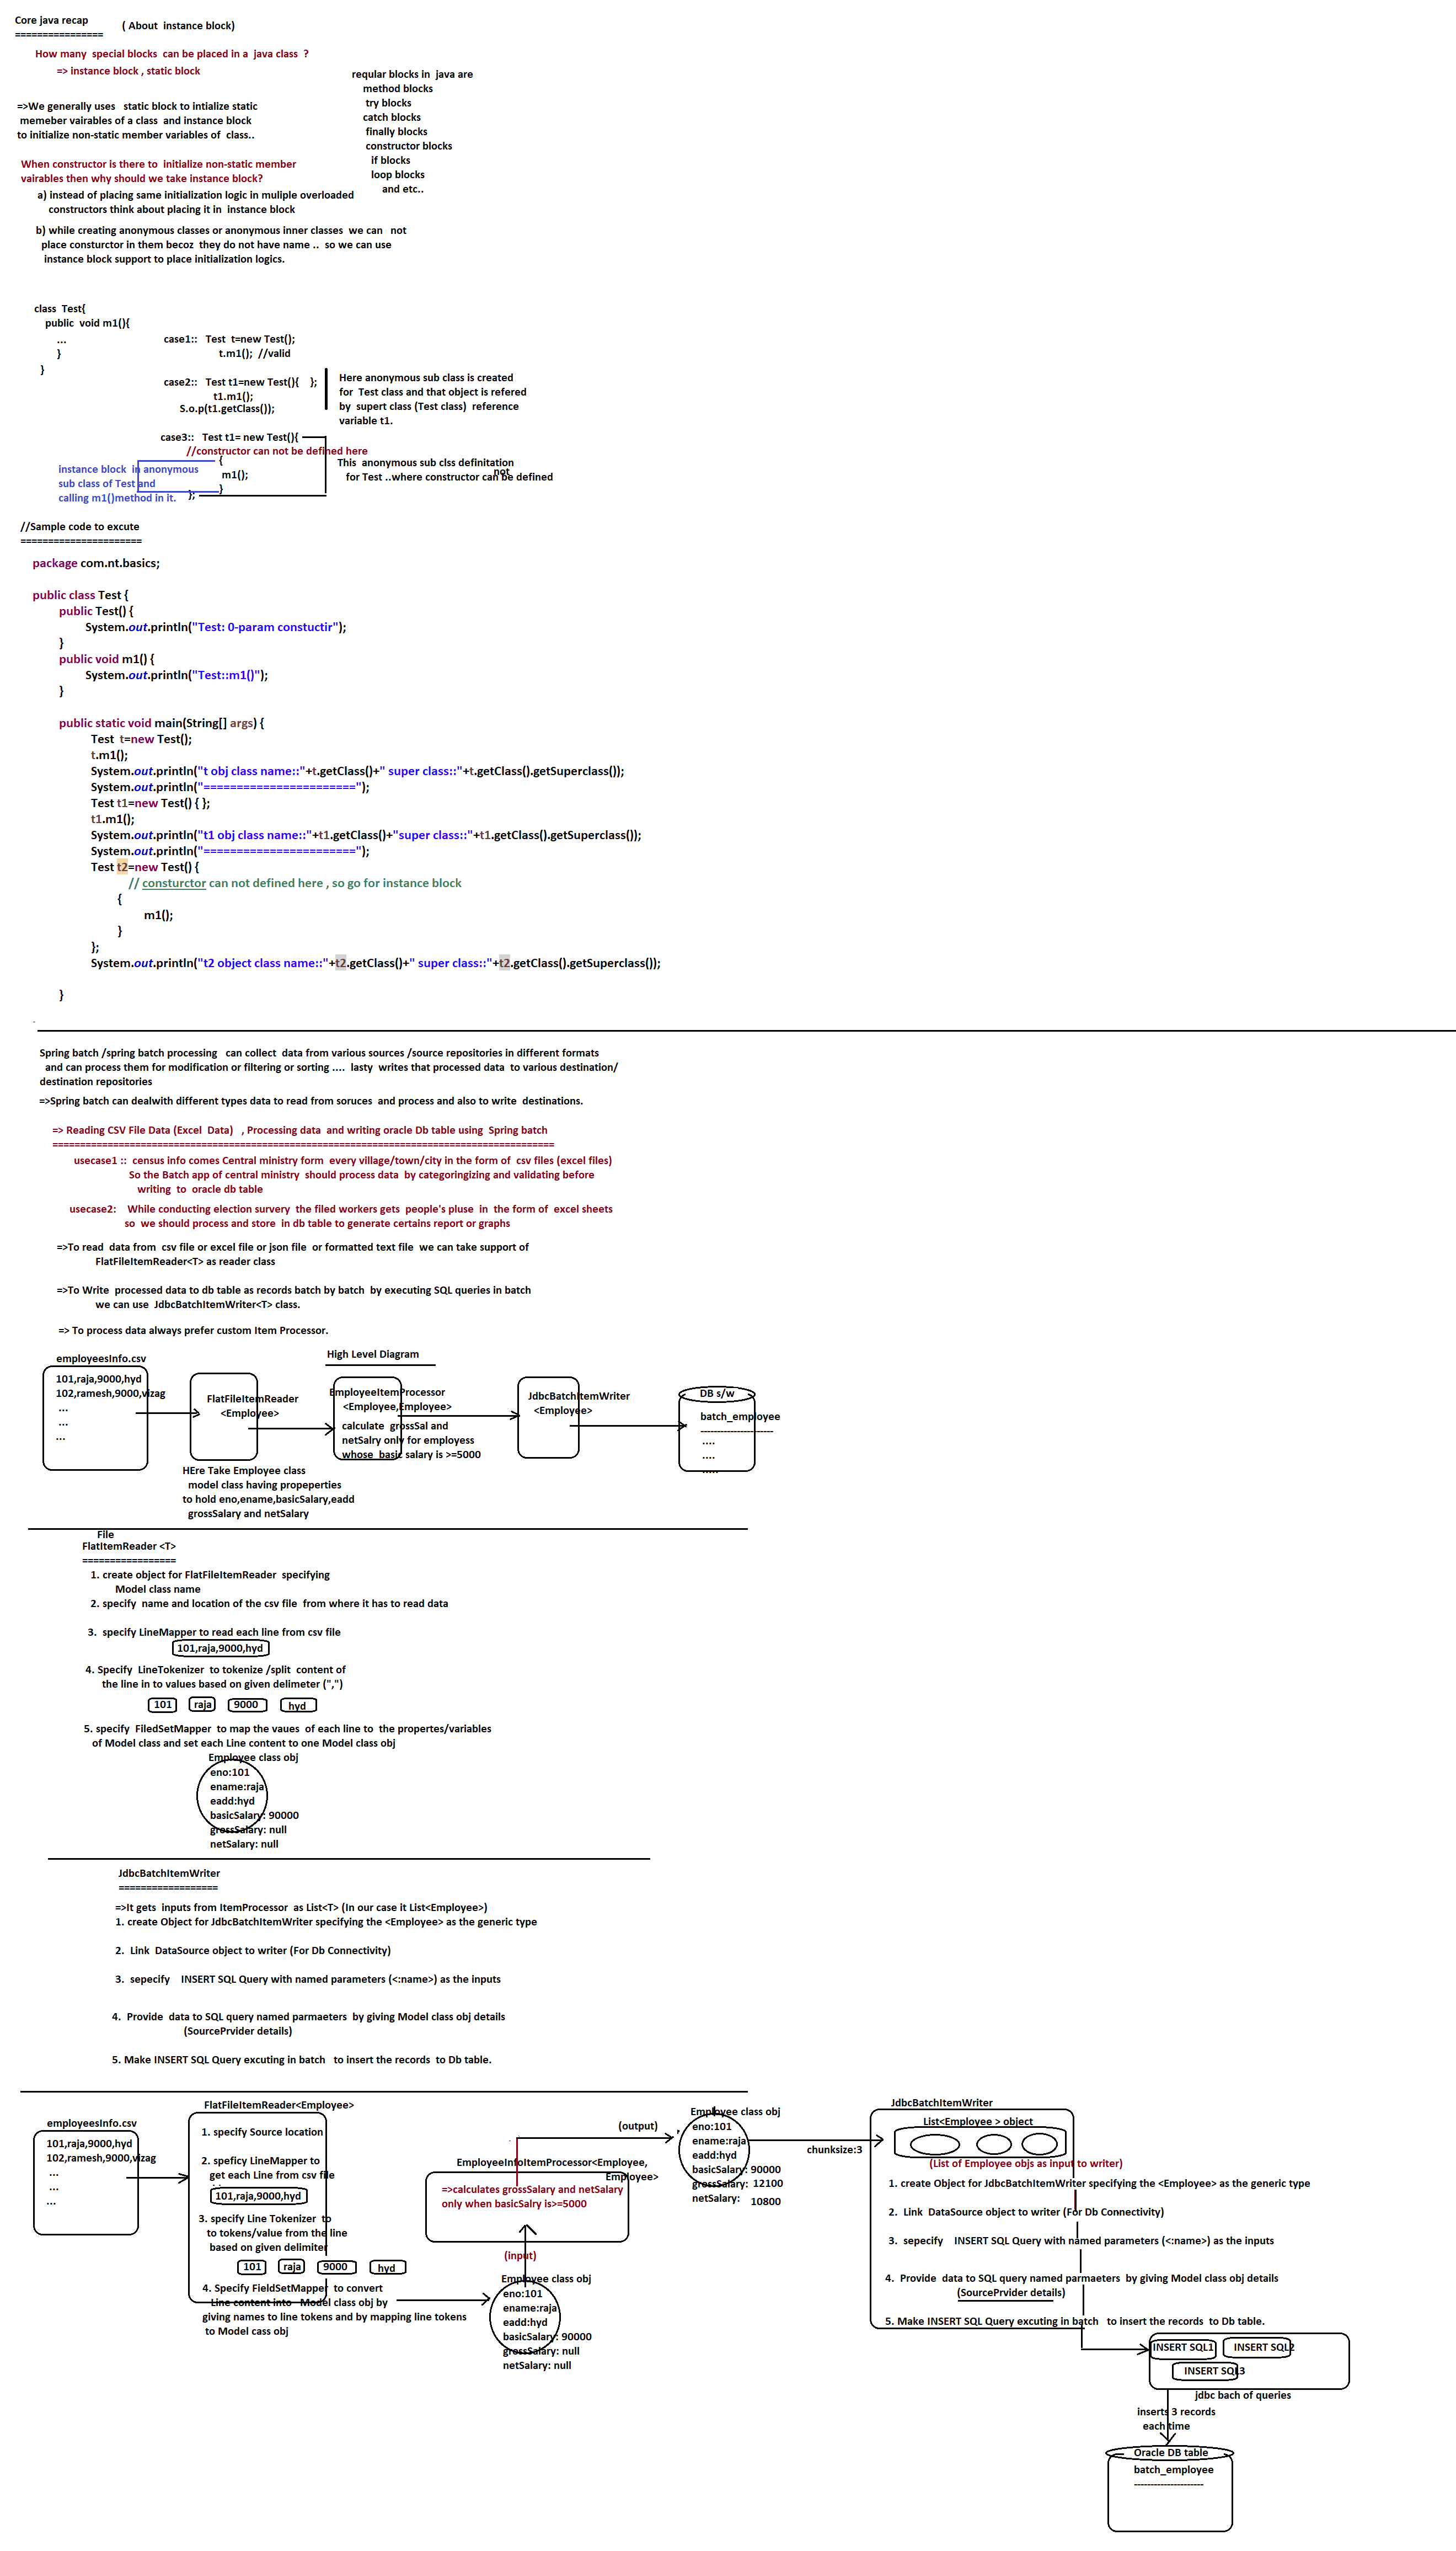 Core java recap
( About instance block)
================
How many special blocks can be placed in a java class ?
=> instance block , static block
reqular blocks in java are
method blocks
try blocks
catch blocks
finally blocks
constructor blocks
if blocks
loop blocks
and etc..
=>We generally uses static block to intialize static
memeber vairables of a class and instance block
to initialize non-static member variables of class..
When constructor is there to initialize non-static member
vairables then why should we take instance block?
a) instead of placing same initialization logic in muliple overloaded
constructors think about placing it in instance block
b) while creating anonymous classes or anonymous inner classes we can not
place consturctor in them becoz they do not have name .. so we can use
instance block support to place initialization logics.
class Test{
public void m1(){
...
}
}
case1:: Test t=new Test();
t.m1(); //valid
case2:: Test t1=new Test(){ };
t1.m1();
S.o.p(t1.getClass());
Here anonymous sub class is created
for Test class and that object is refered
by supert class (Test class) reference
variable t1.
case3:: Test t1= new Test(){
//constructor can not be defined here
{
m1();
}
};
instance block in anonymous
sub class of Test and
calling m1()method in it.
This anonymous sub clss definitation
not
for Test ..where constructor can be defined
//Sample code to excute
======================
package com.nt.basics;
public class Test {
public Test() {
System.out.println("Test: 0-param constuctir");
}
public void m1() {
System.out.println("Test::m1()");
}
public static void main(String[] args) {
Test t=new Test();
t.m1();
System.out.println("t obj class name::"+t.getClass()+" super class::"+t.getClass().getSuperclass());
System.out.println("=======================");
Test t1=new Test() { };
t1.m1();
System.out.println("t1 obj class name::"+t1.getClass()+"super class::"+t1.getClass().getSuperclass());
System.out.println("=======================");
Test t2=new Test() {
// consturctor can not defined here , so go for instance block
{
m1();
}
};
System.out.println("t2 object class name::"+t2.getClass()+" super class::"+t2.getClass().getSuperclass());
}
Spring batch /spring batch processing can collect data from various sources /source repositories in different formats
and can process them for modification or filtering or sorting .... lasty writes that processed data to various destination/
destination repositories
=>Spring batch can dealwith different types data to read from soruces and process and also to write destinations.
=> Reading CSV File Data (Excel Data) , Processing data and writing oracle Db table using Spring batch
===========================================================================================
usecase1 :: census info comes Central ministry form every village/town/city in the form of csv files (excel files)
So the Batch app of central ministry should process data by categoringizing and validating before
writing to oracle db table
usecase2: While conducting election survery the filed workers gets people's pluse in the form of excel sheets
so we should process and store in db table to generate certains report or graphs
=>To read data from csv file or excel file or json file or formatted text file we can take support of
FlatFileItemReader<T> as reader class
=>To Write processed data to db table as records batch by batch by executing SQL queries in batch
we can use JdbcBatchItemWriter<T> class.
=> To process data always prefer custom Item Processor.
High Level Diagram
employeesInfo.csv
101,raja,9000,hyd
102,ramesh,9000,vizag
...
...
...
FlatFileItemReader
<Employee>
EmployeeItemProcessor
<Employee,Employee>
calculate grossSal and
netSalry only for employess
whose basic salary is >=5000
JdbcBatchItemWriter
<Employee>
DB s/w
batch_employee
----------------------
....
....
.....
HEre Take Employee class
model class having propeperties
to hold eno,ename,basicSalary,eadd
grossSalary and netSalary
File
FlatItemReader <T>
=================
1. create object for FlatFileItemReader specifying
Model class name
2. specify name and location of the csv file from where it has to read data
3. specify LineMapper to read each line from csv file
101,raja,9000,hyd
4. Specify LineTokenizer to tokenize /split content of
the line in to values based on given delimeter (",")
101 raja 9000 hyd
5. specify FiledSetMapper to map the vaues of each line to the propertes/variables
of Model class and set each Line content to one Model class obj
Employee class obj
eno:101
ename:raja
eadd:hyd
basicSalary: 90000
grossSalary: null
netSalary: null
JdbcBatchItemWriter
==================
=>It gets inputs from ItemProcessor as List<T> (In our case it List<Employee>)
1. create Object for JdbcBatchItemWriter specifying the <Employee> as the generic type
2. Link DataSource object to writer (For Db Connectivity)
3. sepecify INSERT SQL Query with named parameters (<:name>) as the inputs
4. Provide data to SQL query named parmaeters by giving Model class obj details
(SourcePrvider details)
5. Make INSERT SQL Query excuting in batch to insert the records to Db table.
employeesInfo.csv
101,raja,9000,hyd
102,ramesh,9000,vizag
...
...
...
FlatFileItemReader<Employee>
1. specify Source location
2. speficy LineMapper to
get each Line from csv file
101,raja,9000,hyd
3. specify Line Tokenizer to
to tokens/value from the line
based on given delimiter
101 raja 9000 hyd
4. Specify FieldSetMapper to convert
Line content into Model class obj by
giving names to line tokens and by mapping line tokens
to Model cass obj
EmployeeInfoItemProcessor<Employee,
Employee>
=>calculates grossSalary and netSalary
only when basicSalry is>=5000
(input)
Employee class obj
eno:101
ename:raja
eadd:hyd
basicSalary: 90000
grossSalary: null
netSalary: null
(output)
Employee class obj
eno:101
ename:raja
eadd:hyd
basicSalary: 90000
grossSalary: 12100
netSalary: 10800
chunksize:3
JdbcBatchItemWriter
List<Employee > object
(List of Employee objs as input to writer)
1. create Object for JdbcBatchItemWriter specifying the <Employee> as the generic type
2. Link DataSource object to writer (For Db Connectivity)
3. sepecify INSERT SQL Query with named parameters (<:name>) as the inputs
4. Provide data to SQL query named parmaeters by giving Model class obj details
(SourcePrvider details)
5. Make INSERT SQL Query excuting in batch to insert the records to Db table.
INSERT SQL1 INSERT SQL2
INSERT SQL3
jdbc bach of queries
inserts 3 records
each time
Oracle DB table
batch_employee
---------------------